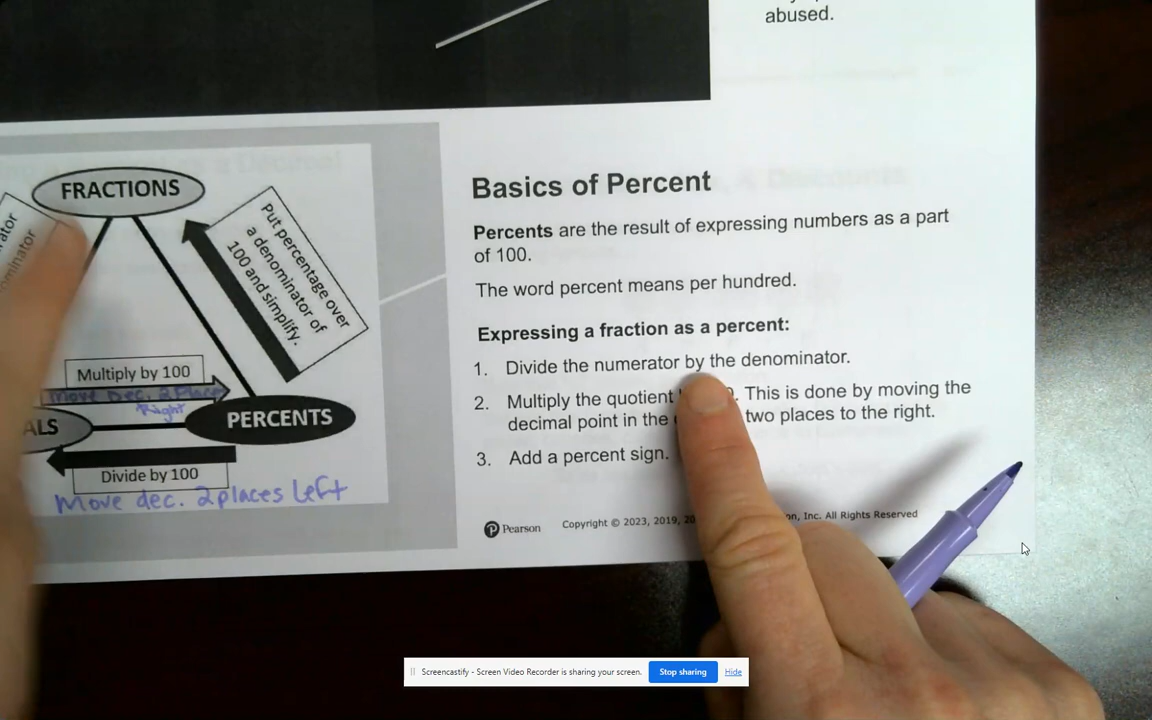 abused.
FRACTIONS
Put percentage over
a denominator of
100 and simplify.
Multiply by 100
Move Dec. 2 Places
Right
ALS
PERCENTS
Divide by 100
Move dec. 2 places Left
Basics of Percent
Percents are the result of expressing numbers as a part
of 100.
The word percent means per hundred.
Expressing a fraction as a percent:
1. Divide the numerator by the denominator.
2. Multiply the quotient . This is done by moving the
decimal point in the two places to the right.
3. Add a percent sign.
Pearson
Copyright © 2023, 2019, 20 on, Inc. All Rights Reserved
Screencastify - Screen Video Recorder is sharing your screen.
Stop sharing
Hide